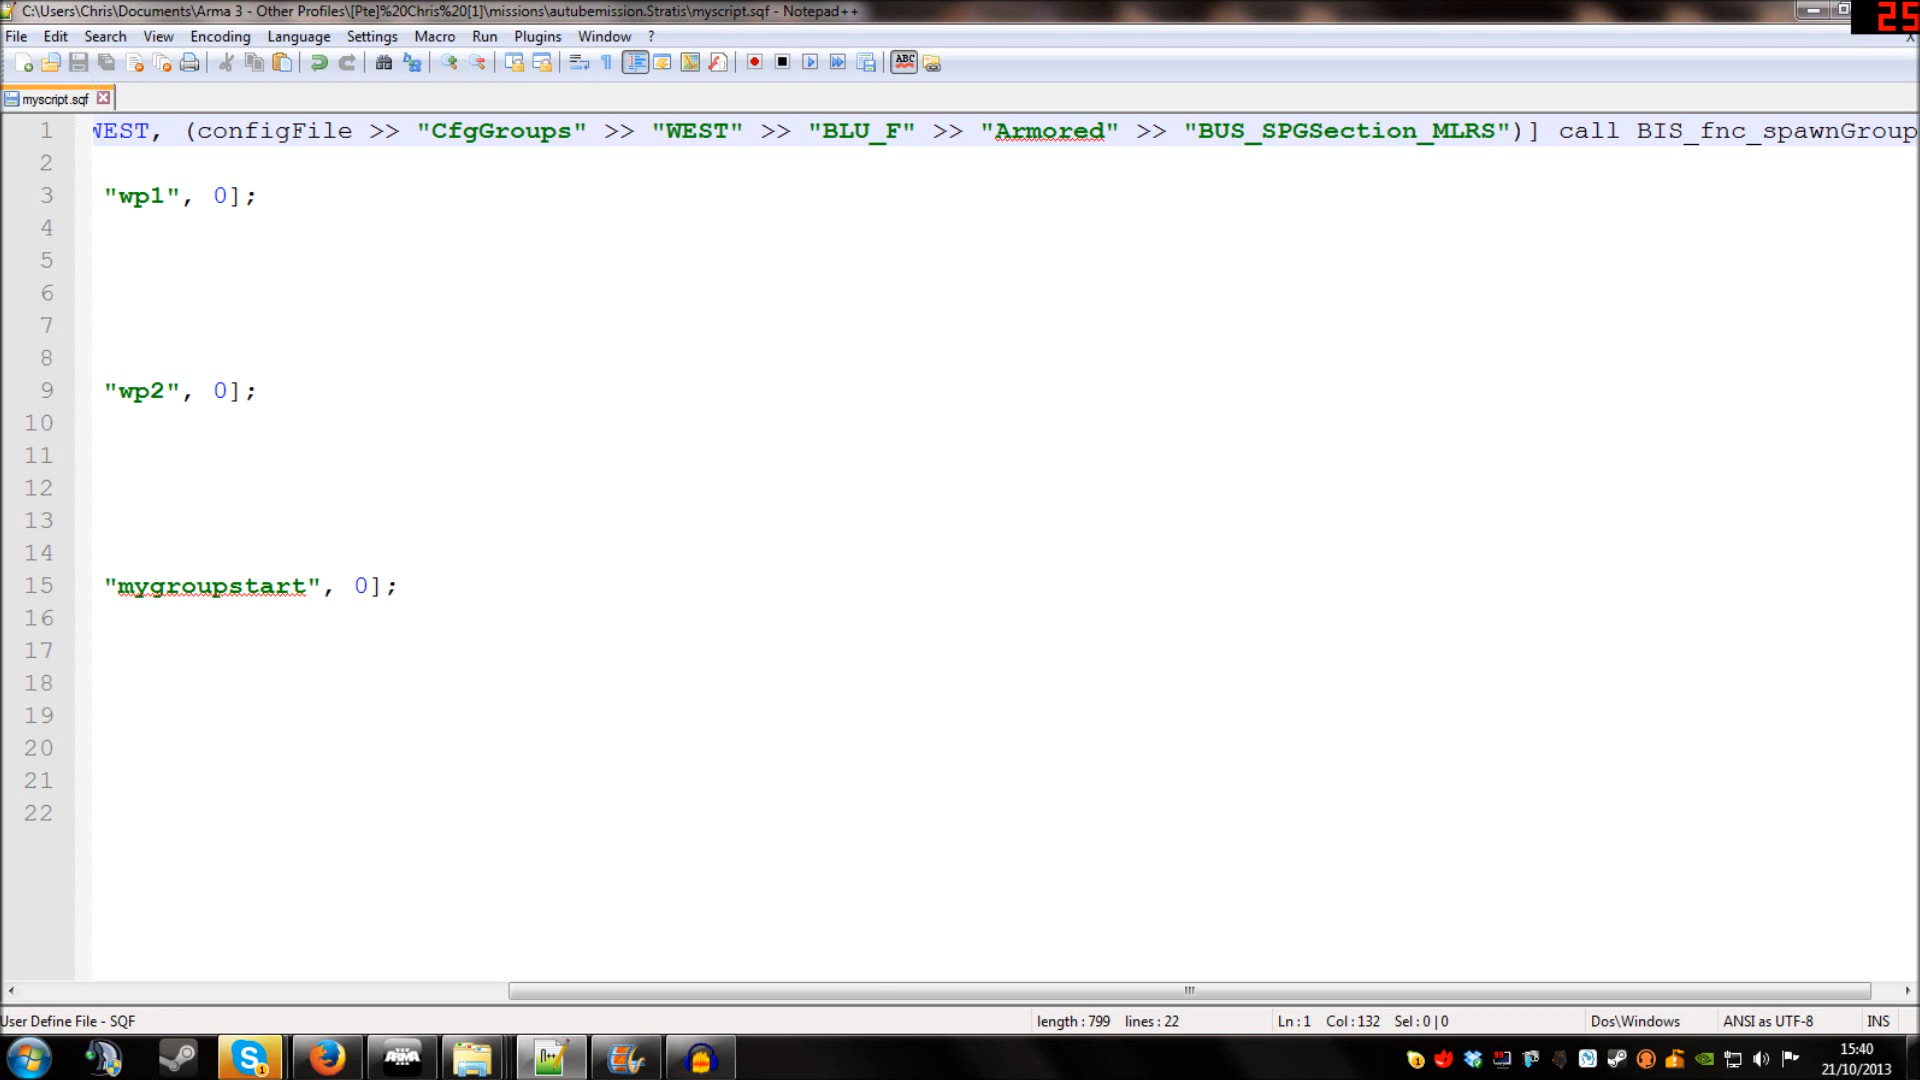 C:\Users\Chris\Documents\Arma 3 - Other Profiles\[Pte]%20Chris%20[1]\missions\autubemission.Stratis\myscript.sqf - Notepad++
25
File Edit Search View Encoding Language Settings Macro Run Plugins Window ?
ABC
myscript.sqf
1 WEST, (configFile >> "CfgGroups" >> "WEST" >> "BLU_F" >> "Armored" >> "BUS_SPGSection_MLRS")] call BIS_fnc_spawnGroup
2
3 "wp1", 0];
4
5
6
7
8
9 "wp2", 0];
10
11
12
13
14
15 "mygroupstart", 0];
16
17
18
19
20
21
22
User Define File - SQF length : 799 lines : 22 Ln : 1 Col : 132 Sel : 0 | 0 Dos\Windows ANSI as UTF-8 INS
ARMA
15:40
21/10/2013